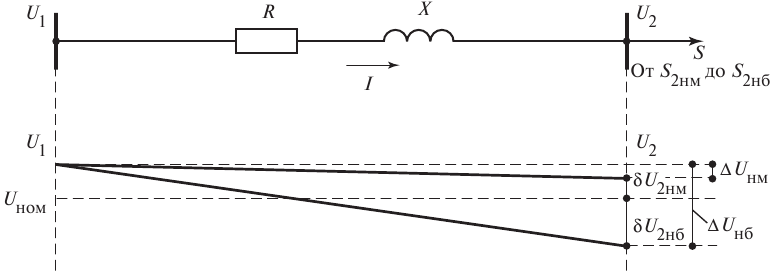 U1 R X U2
I
S
От S2нм до S2нб
U1 U2
δU2нм ΔUнм
Uном
δU2нб ΔUнб